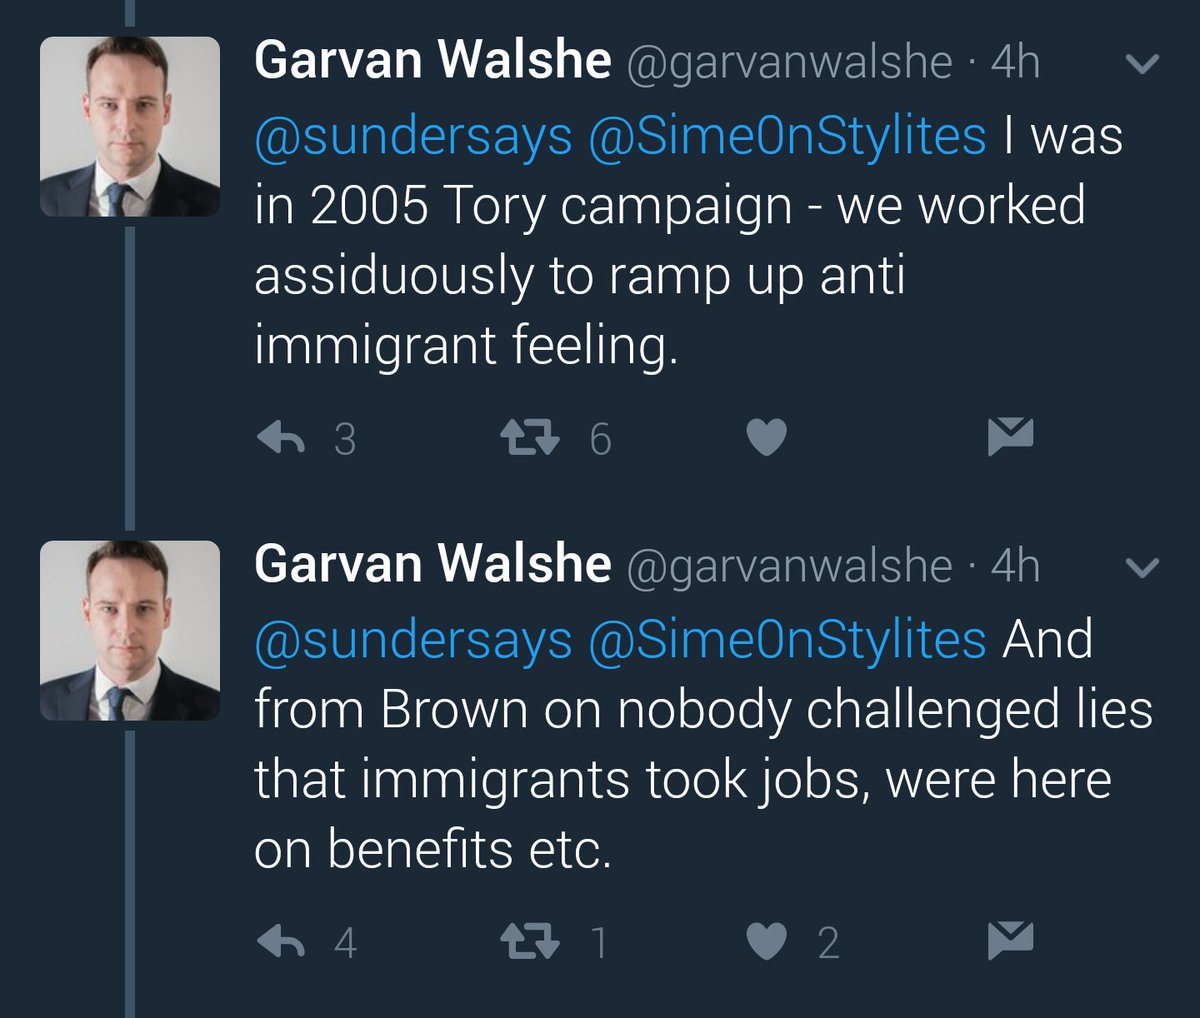 Garvan Walshe @garvanwalshe · 4h
@sundersays @Sime0nStylites I was
in 2005 Tory campaign - we worked
assiduously to ramp up anti
immigrant feeling.
3 6
Garvan Walshe @garvanwalshe · 4h
@sundersays @Sime0nStylites And
from Brown on nobody challenged lies
that immigrants took jobs, were here
on benefits etc.
4 1 2